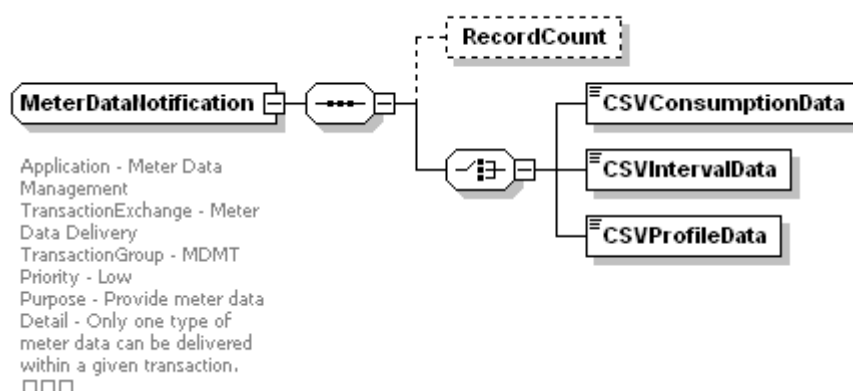 RecordCount
MeterDataNotification
CSVConsumptionData
CSVIntervalData
CSVProfileData
Application - Meter Data
Management
TransactionExchange - Meter
Data Delivery
TransactionGroup - MDMT
Priority - Low
Purpose - Provide meter data
Detail - Only one type of
meter data can be delivered
within a given transaction.